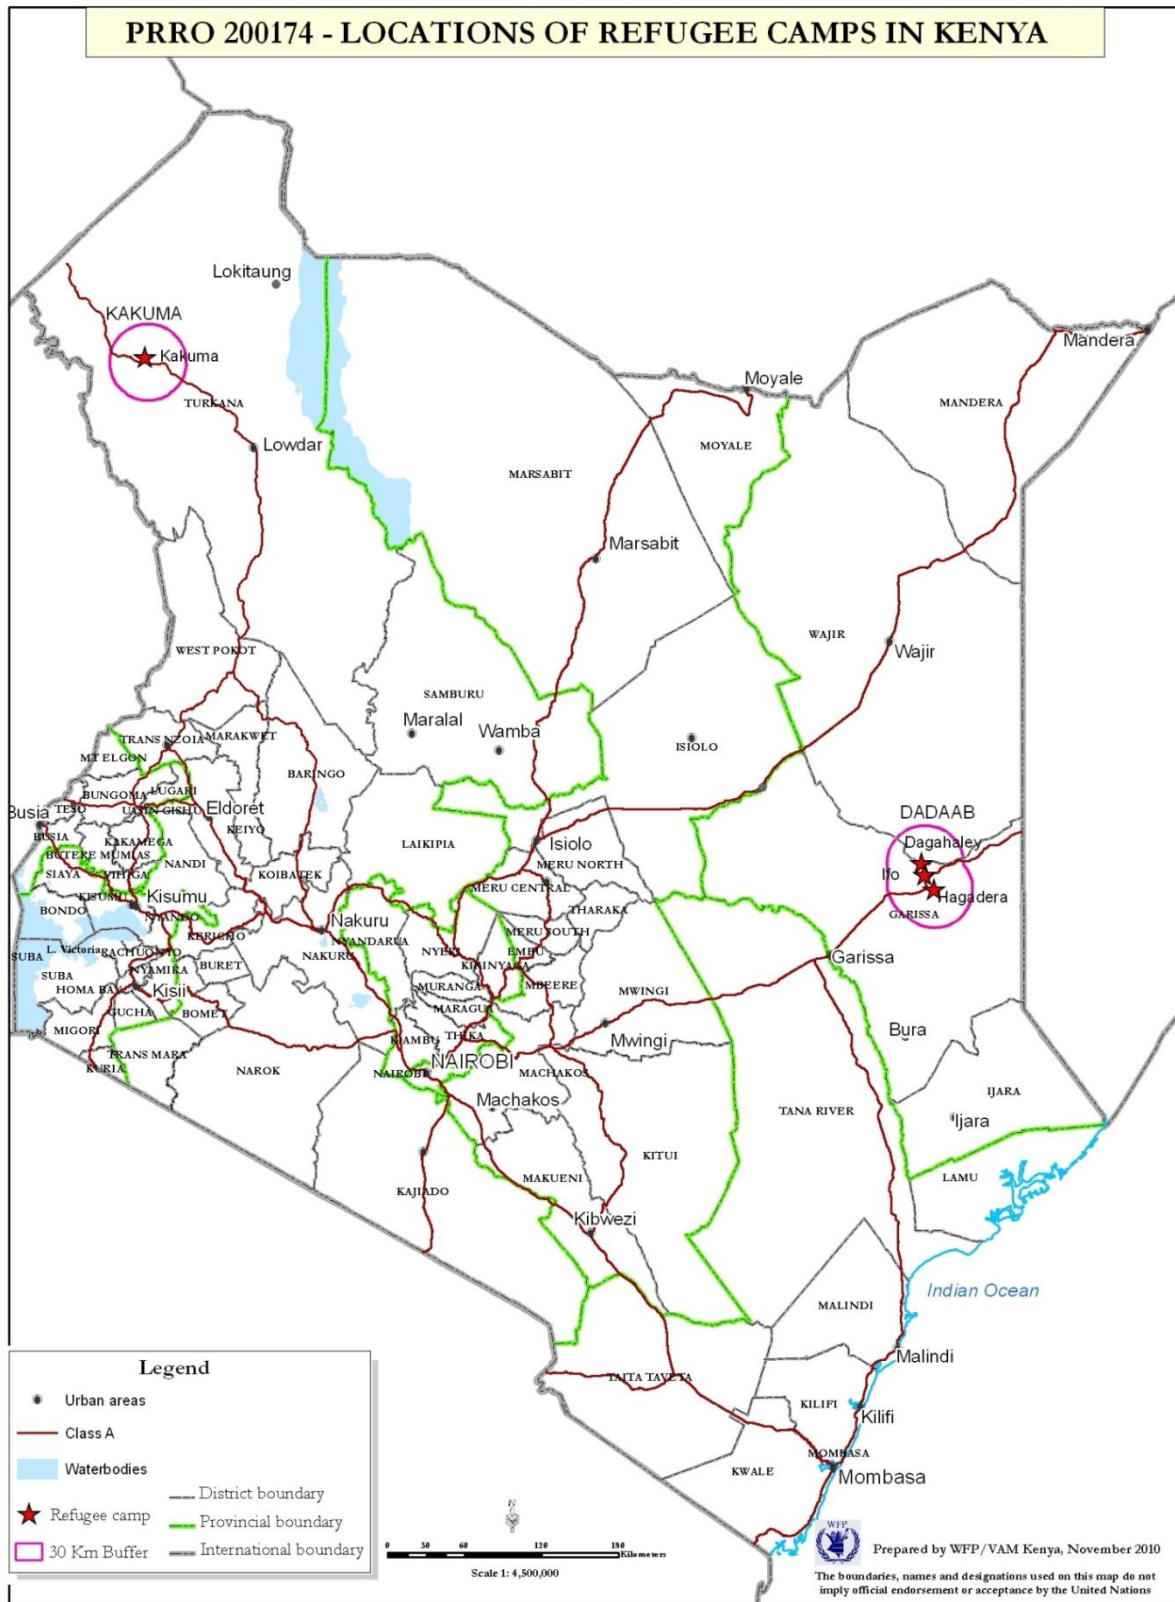 PRRO 200174 - LOCATIONS OF REFUGEE CAMPS IN KENYA
Lokitaung
KAKUMA
Kakuma
Mandera
Moyale
TURKANA
MANDERA
Lowdar
MOYALE
MARSABIT
Marsabit
WAJIR
Wajir
WEST POKOT
SAMBURU
Maralal
Wamba
TRANS NZOIA
MARAKWET
ISIOLO
MT ELGON
BARINGO
LUGARI
BUNGOMA
TESO
UASIN GISHU
Eldoret
Busia
DADAAB
BUSIA
KEIYO
KAKAMEGA
Isiolo
Dagahaley
LAIKIPIA
BUTERE MUMIAS
NANDI
MERU NORTH
SIAYA
VIHIGA
KOIBATEK
Ifo
KISUMU
Kisumu
MERU CENTRAL
Hagadera
BONDO
NYANDO
THARAKA
GARISSA
Nakuru
KERICHO
NYANDARUA
MERU SOUTH
L. Victoria
RACHUONYO
NAKURU
NYERI
EMBU
SUBA
Garissa
NYAMIRA
BURET
KIRINYAGA
SUBA
HOMA BAY
Kisii
MURANGA
MBEERE
MWINGI
GUCHA
BOMET
MARAGUA
MIGORI
KIAMBU
THIKA
Mwingi
Bura
TRANS MARA
KURIA
NAROK
NAIROBI
NAIROBI
MACHAKOS
IJARA
Machakos
TANA RIVER
Ijara
KITUI
LAMU
MAKUENI
KAJIADO
Kibwezi
Indian Ocean
MALINDI
Malindi
TAITA TAVETA
KILIFI
Kilifi
MOMBASA
KWALE
Mombasa
Legend
Urban areas
Class A
Waterbodies
Refugee camp
30 Km Buffer
District boundary
Provincial boundary
International boundary
N
0 30 60 120 180
Kilometers
Scale 1: 4,500,000
WFP
Prepared by WFP/VAM Kenya, November 2010
The boundaries, names and designations used on this map do not
imply official endorsement or acceptance by the United Nations